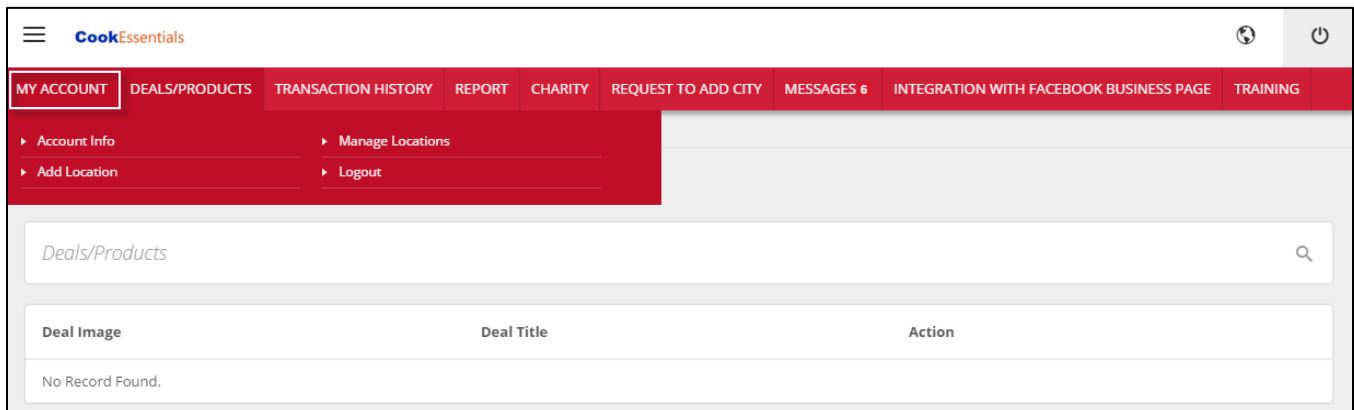 CookEssentials
MY ACCOUNT DEALS/PRODUCTS TRANSACTION HISTORY REPORT CHARITY REQUEST TO ADD CITY MESSAGES 6 INTEGRATION WITH FACEBOOK BUSINESS PAGE TRAINING
Account Info Manage Locations
Add Location Logout
Deals/Products
Deal Image Deal Title Action
No Record Found.